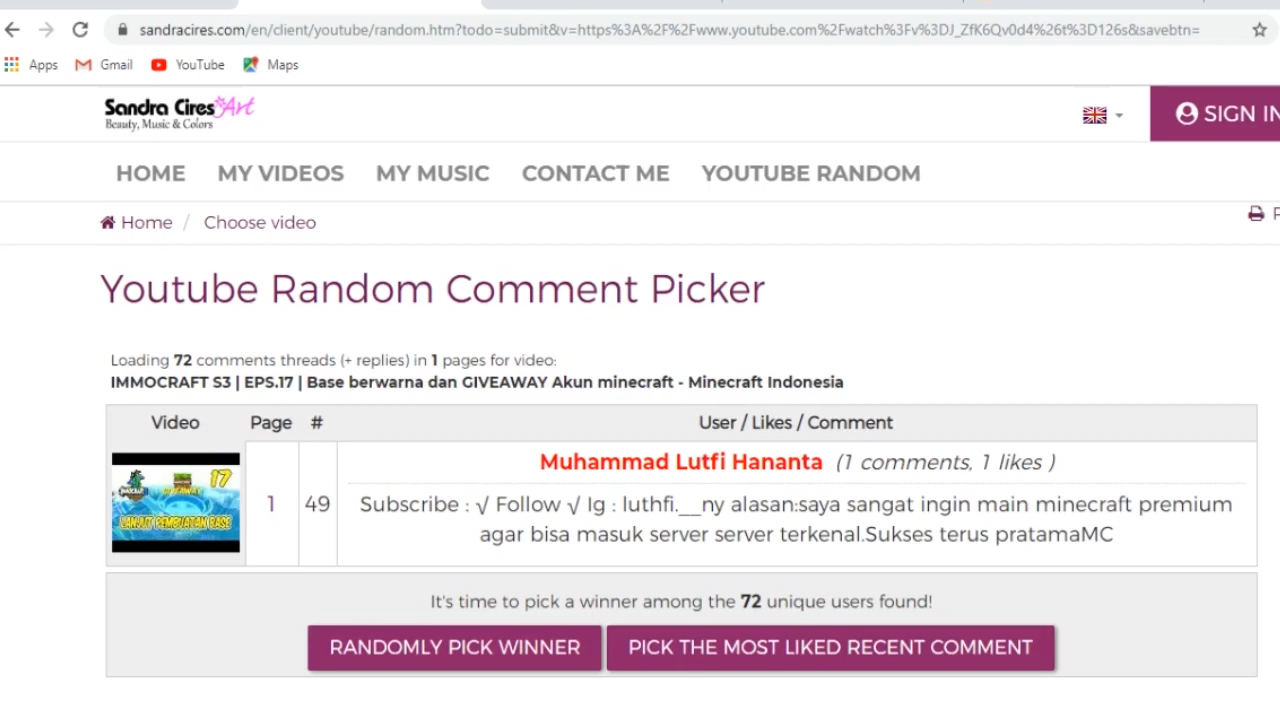 sandracires.com/en/client/youtube/random.htm?todo=submit&v=https%3A%2F%2Fwww.youtube.com%2Fwatch%3Fv%3DJ_ZfK6Qv0d4%26t%3D126s&savebtn=
Apps Gmail YouTube Maps
Sandra Cires Art
Beauty, Music & Colors
SIGN IN
HOME MY VIDEOS MY MUSIC CONTACT ME YOUTUBE RANDOM
Home / Choose video
Youtube Random Comment Picker
Loading 72 comments threads (+ replies) in 1 pages for video:
IMMOCRAFT S3 | EPS.17 | Base berwarna dan GIVEAWAY Akun minecraft - Minecraft Indonesia
Video Page # User / Likes / Comment
17
LANJUT PEMBUATAN BASE
1 49
Muhammad Lutfi Hananta (1 comments, 1 likes )
Subscribe : √ Follow √ Ig : luthfi.__ny alasan:saya sangat ingin main minecraft premium
agar bisa masuk server server terkenal.Sukses terus pratamaMC
It's time to pick a winner among the 72 unique users found!
RANDOMLY PICK WINNER PICK THE MOST LIKED RECENT COMMENT